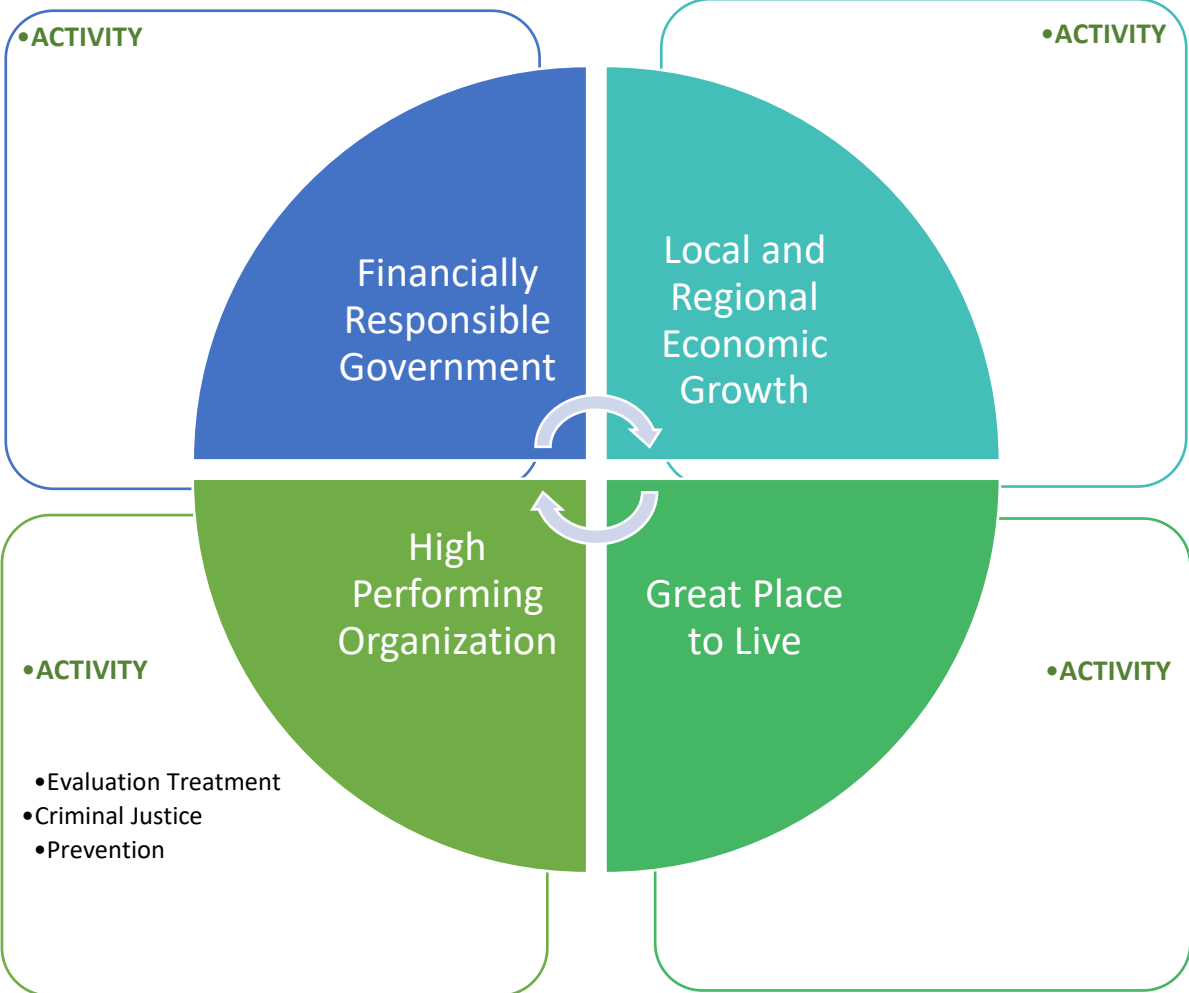 •ACTIVITY
•ACTIVITY
Financially
Responsible
Government
Local and
Regional
Economic
Growth
High
Performing
Organization
Great Place
to Live
•ACTIVITY
•ACTIVITY
•Evaluation Treatment
•Criminal Justice
•Prevention